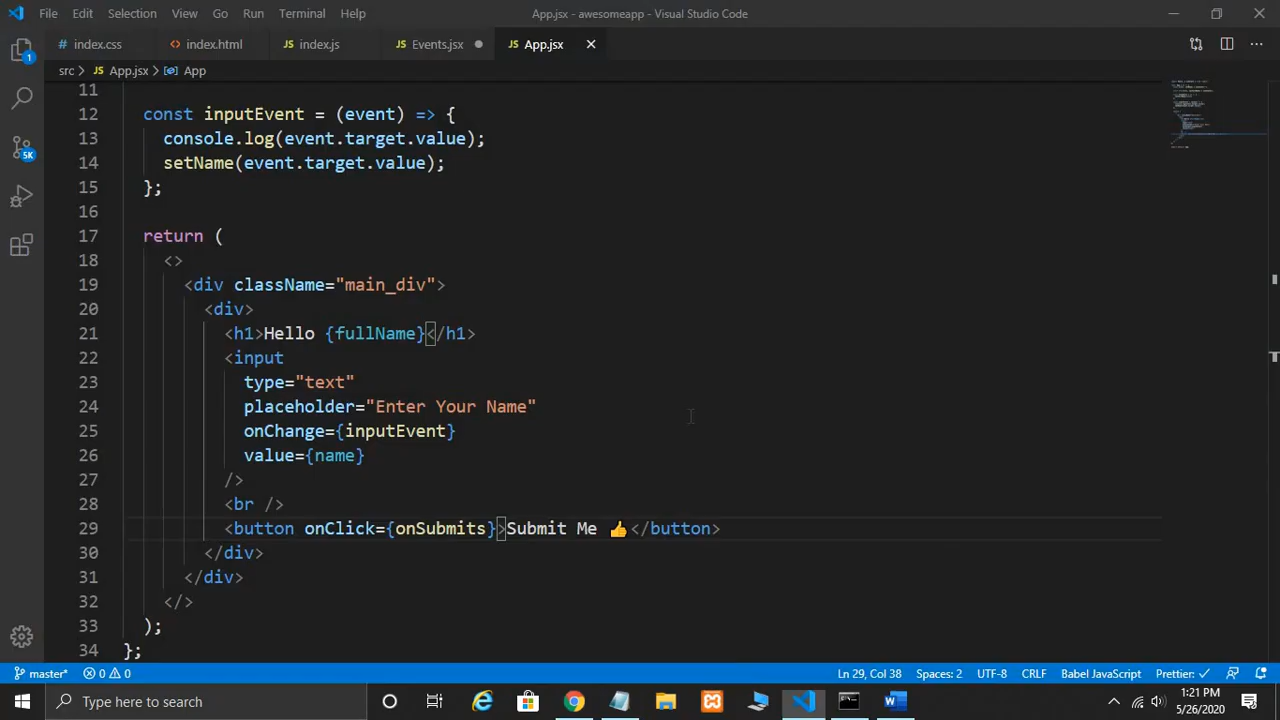 File Edit Selection View Go Run Terminal Help App.jsx - awesomeapp - Visual Studio Code
index.css index.html JS index.js JS Events.jsx JS App.jsx
src > JS App.jsx > App
11
12 const inputEvent = (event) => {
13 console.log(event.target.value);
14 setName(event.target.value);
15 };
16
17 return (
18 <>
19 <div className="main_div">
20 <div>
21 <h1>Hello {fullName}</h1>
22 <input
23 type="text"
24 placeholder="Enter Your Name"
25 onChange={inputEvent}
26 value={name}
27 />
28 <br />
29 <button onClick={onSubmits}>Submit Me 👍</button>
30 </div>
31 </div>
32 </>
33 );
34 };
1
5K
master* 0 0 Ln 29, Col 38 Spaces: 2 UTF-8 CRLF Babel JavaScript Prettier: ✓
Type here to search
1:21 PM
5/26/2020